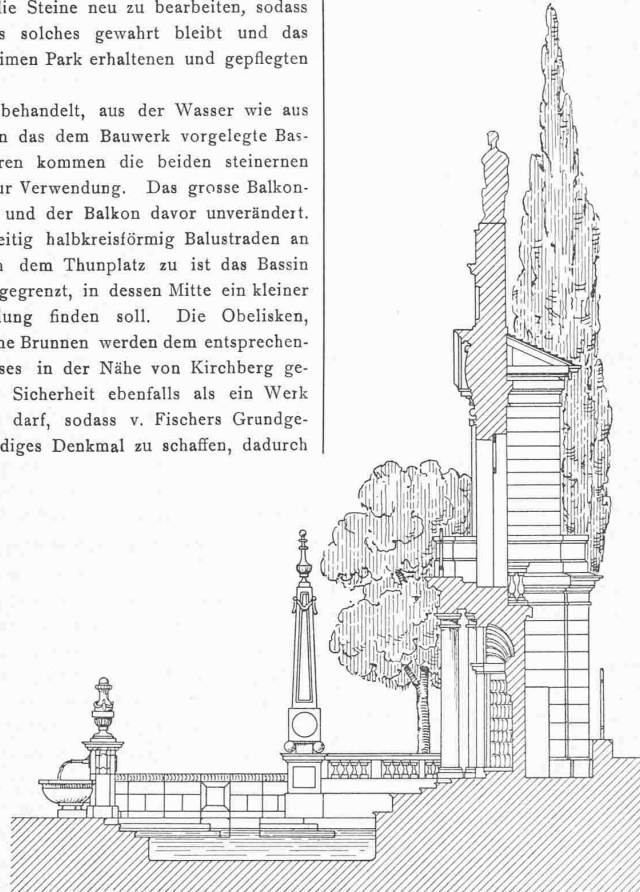 die Steine neu zu bearbeiten, sodass
s solches gewahrt bleibt und das
imen Park erhaltenen und gepflegten
behandelt, aus der Wasser wie aus
n das dem Bauwerk vorgelegte Bas-
ren kommen die beiden steinernen
ur Verwendung. Das grosse Balkon-
und der Balkon davor unverändert.
eitig halbkreisförmig Balustraden an
n dem Thunplatz zu ist das Bassin
gegrenzt, in dessen Mitte ein kleiner
lung finden soll. Die Obelisken,
ne Brunnen werden dem entsprechen-
ses in der Nähe von Kirchberg ge-
Sicherheit ebenfalls als ein Werk
darf, sodass v. Fischers Grundge-
diges Denkmal zu schaffen, dadurch